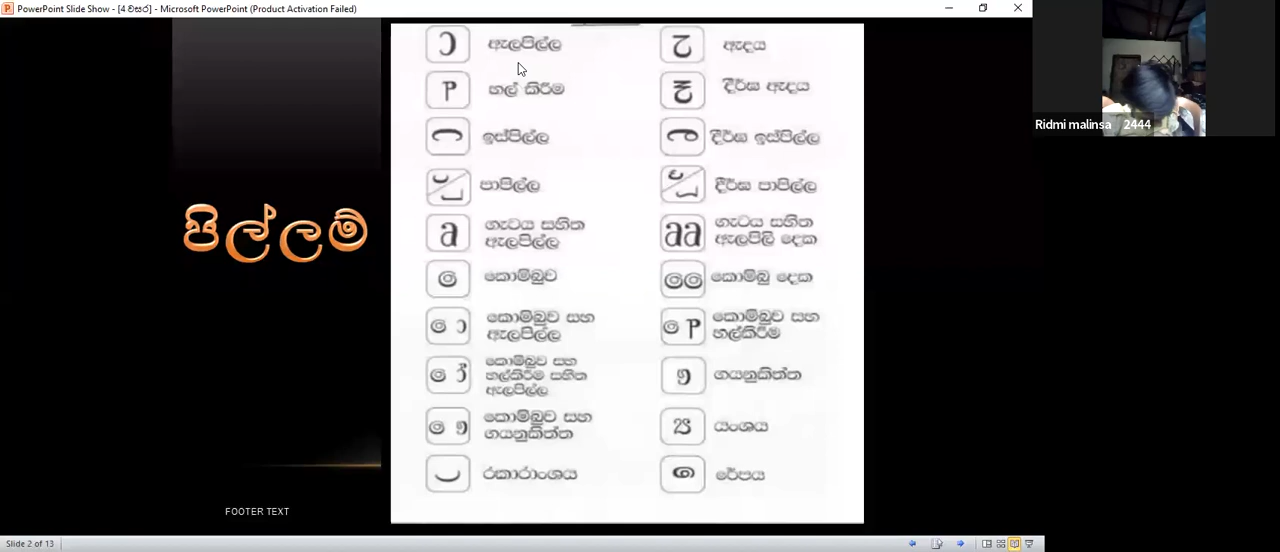 PowerPoint Slide Show - [4 වසර] - Microsoft PowerPoint (Product Activation Failed)
Ridmi malinsa 2444
පිල්ලම්
FOOTER TEXT
ා ඇලපිල්ල
ැ ඇදය
් හල් කිරීම
ෑ දීර්ඝ ඇදය
ි ඉස්පිල්ල
ී දීර්ඝ ඉස්පිල්ල
ු පාපිල්ල
ූ දීර්ඝ පාපිල්ල
ෘ ගැටය සහිත
ඇලපිල්ල
ෲ ගැටය සහිත
ඇලපිලි දෙක
ෙ කොම්බුව
ෛ කොම්බු දෙක
ො කොම්බුව සහ
ඇලපිල්ල
ේ කොම්බුව සහ
හල්කිරීම
ෝ කොම්බුව සහ
හල්කිරීම සහිත
ඇලපිල්ල
ෟ ගයනුකිත්ත
ෞ කොම්බුව සහ
ගයනුකිත්ත
්‍ය යංශය
්‍ර රකාරාංශය
ර්‍ රේපය
Slide 2 of 13